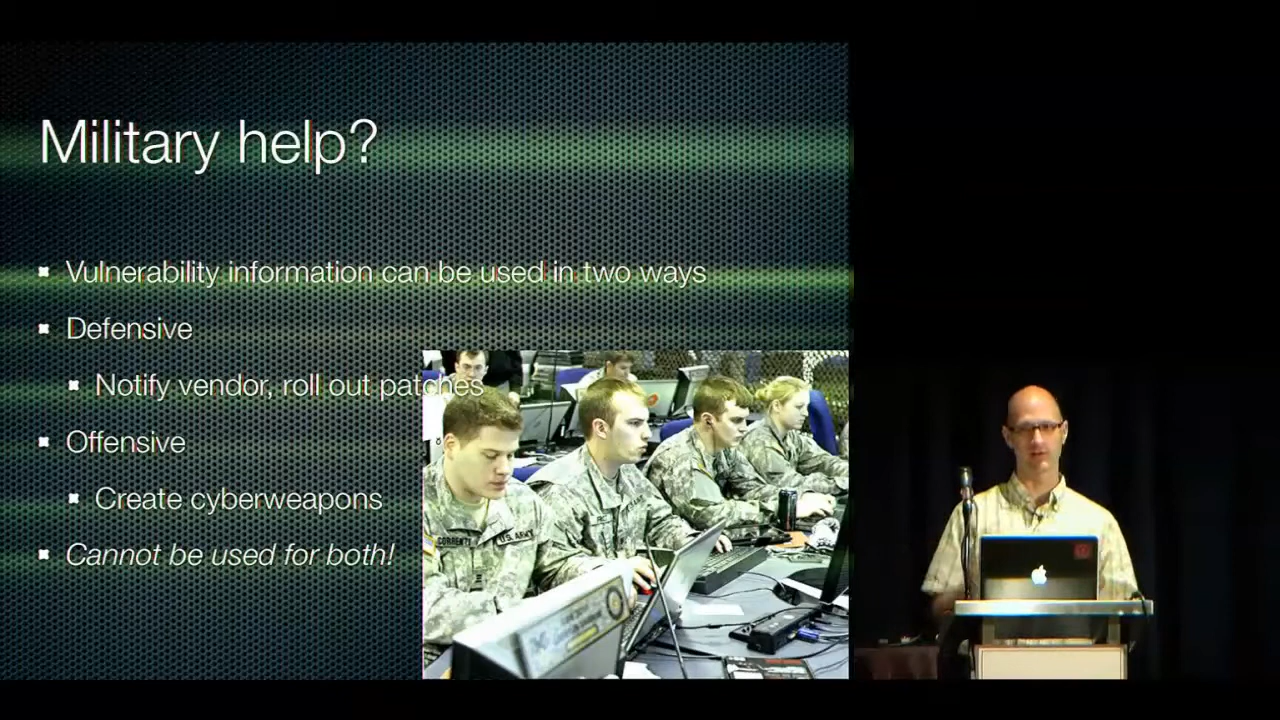 Military help?
Vulnerability information can be used in two ways
Defensive
Notify vendor, roll out patches
Offensive
Create cyberweapons
Cannot be used for both!
U.S. ARMY